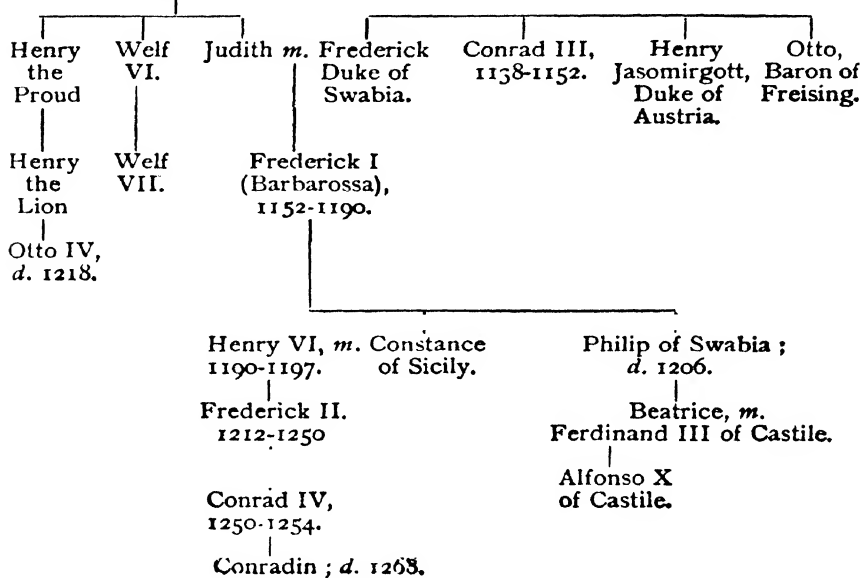 Henry Welf Judith m. Frederick Conrad III, Henry Otto,
the VI. Duke of 1138-1152. Jasomirgott, Baron of
Proud Swabia. Duke of Freising.
Austria.
Henry Welf Frederick I
the VII. (Barbarossa),
Lion 1152-1190.
Otto IV,
d. 1218.
Henry VI, m. Constance Philip of Swabia ;
1190-1197. of Sicily. d. 1206.
Frederick II. Beatrice, m.
1212-1250 Ferdinand III of Castile.
Alfonso X
Conrad IV, of Castile.
1250-1254.
Conradin ; d. 1268.